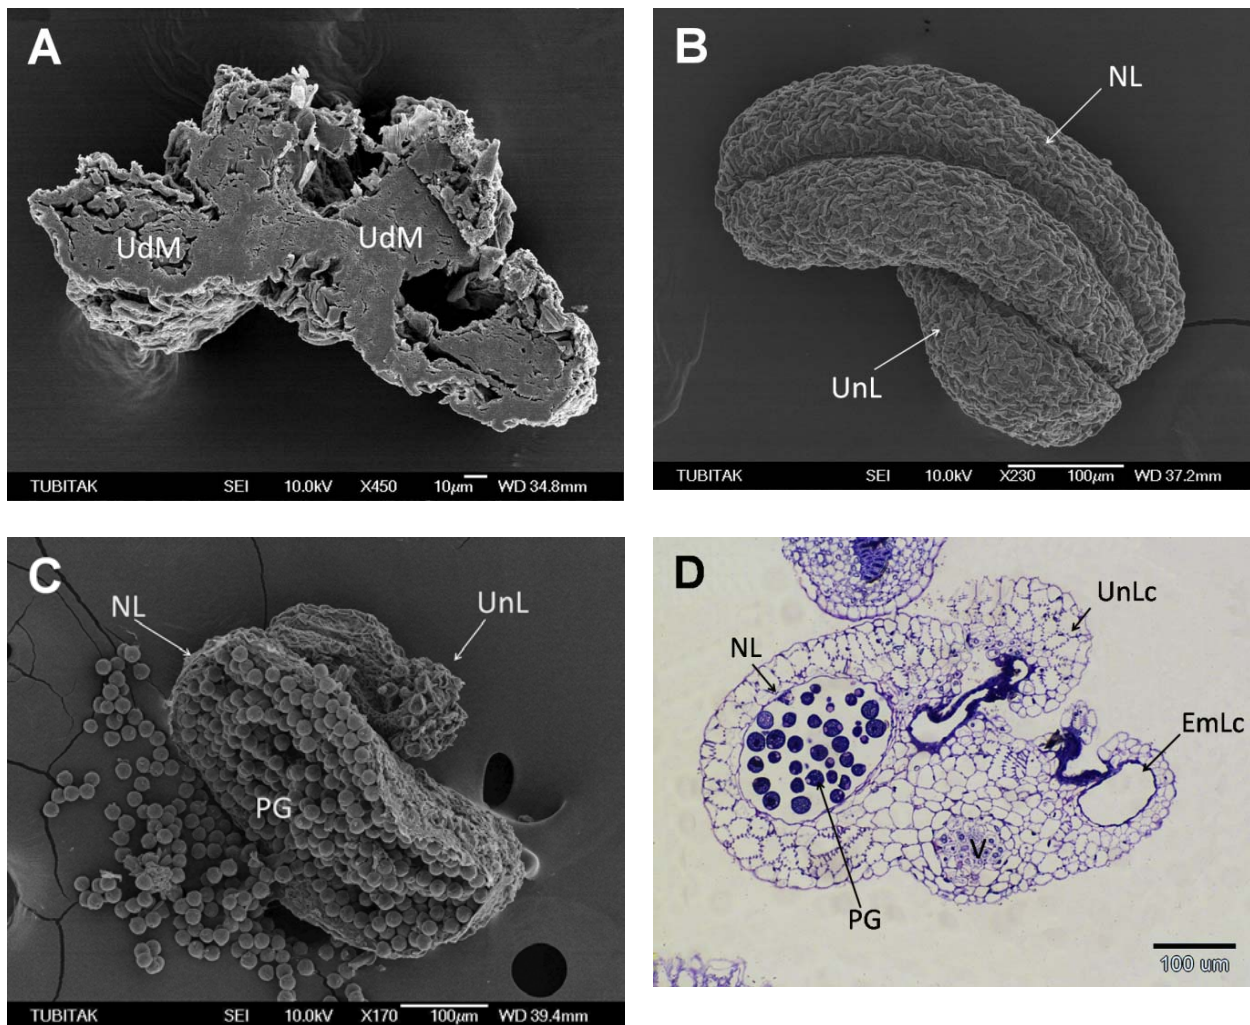 A
UdM
UdM
TUBITAK SEI 10.0kV X450 10μm WD 34.8mm
B
NL
UnL
TUBITAK SEI 10.0kV X230 100μm WD 37.2mm
C
NL
UnL
PG
TUBITAK SEI 10.0kV X170 100μm WD 39.4mm
D
UnLc
NL
EmLc
V
PG
100 um